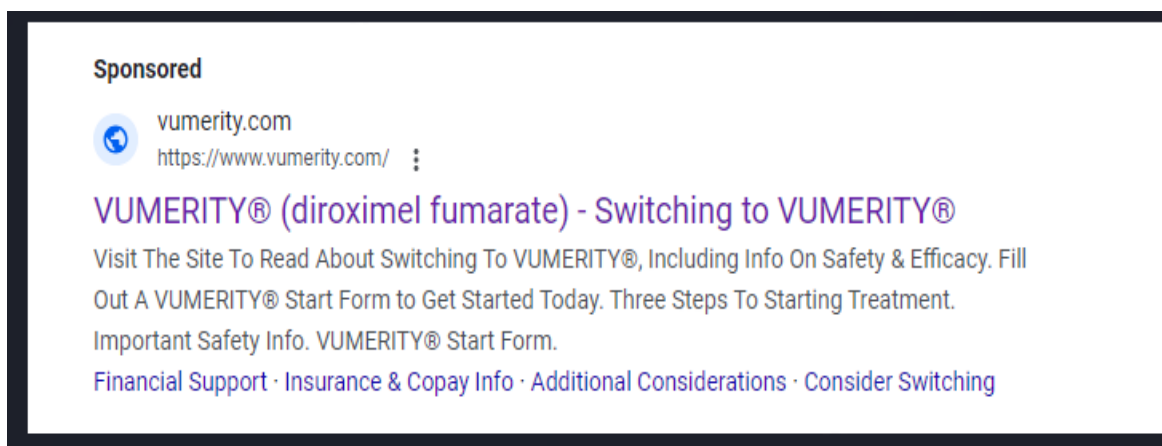 Sponsored
vumerity.com
https://www.vumerity.com/
VUMERITY® (diroximel fumarate) - Switching to VUMERITY®
Visit The Site To Read About Switching To VUMERITY®, Including Info On Safety & Efficacy. Fill
Out A VUMERITY® Start Form to Get Started Today. Three Steps To Starting Treatment.
Important Safety Info. VUMERITY® Start Form.
Financial Support · Insurance & Copay Info · Additional Considerations · Consider Switching